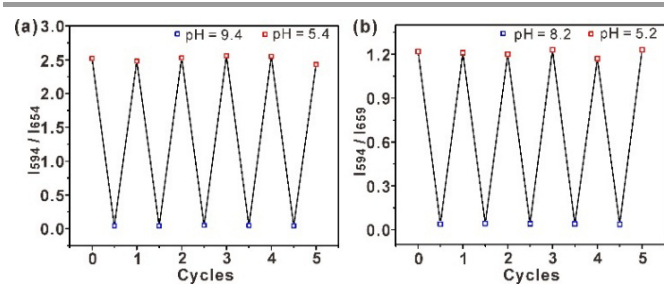 (a)
pH = 9.4 pH = 5.4
3.0
2.5
2.0
1.5
1.0
0.5
0.0
I594 / I654
0 1 2 3 4 5
Cycles
(b)
pH = 8.2 pH = 5.2
1.2
0.9
0.6
0.3
0.0
I594 / I659
0 1 2 3 4 5
Cycles